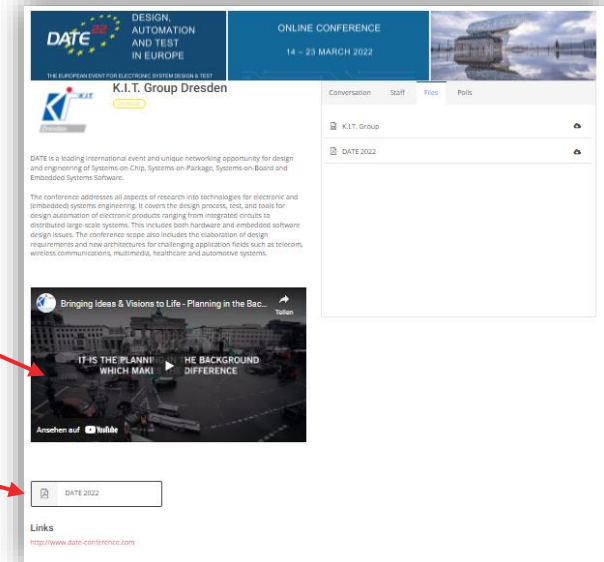 DATE 22
DESIGN,
AUTOMATION
AND TEST
IN EUROPE
THE EUROPEAN EVENT FOR ELECTRONIC SYSTEM DESIGN & TEST
ONLINE CONFERENCE
14 – 23 MARCH 2022
K.I.T.
Dresden
K.I.T. Group Dresden
Conversation Staff Files Polls
K.I.T. Group
DATE 2022
DATE is a leading international event and unique networking opportunity for design
and engineering of Systems-on-Chip, Systems-on-Package, Systems-on-Board and
Embedded Systems Software.
The conference addresses all aspects of research into technologies for electronic and
(embedded) systems engineering. It covers the design process, test, and tools for
design automation of electronic products ranging from integrated circuits to
distributed large-scale systems. This includes both hardware and embedded software
design issues. The conference scope also includes the elaboration of design
requirements and new architectures for challenging application fields such as telecom,
wireless communications, multimedia, healthcare and automotive systems.
Bringing Ideas & Visions to Life - Planning in the Bac...
Teilen
IT IS THE PLANNING IN THE BACKGROUND
WHICH MAKES DIFFERENCE
Ansehen auf YouTube
DATE 2022
Links
http://www.date-conference.com